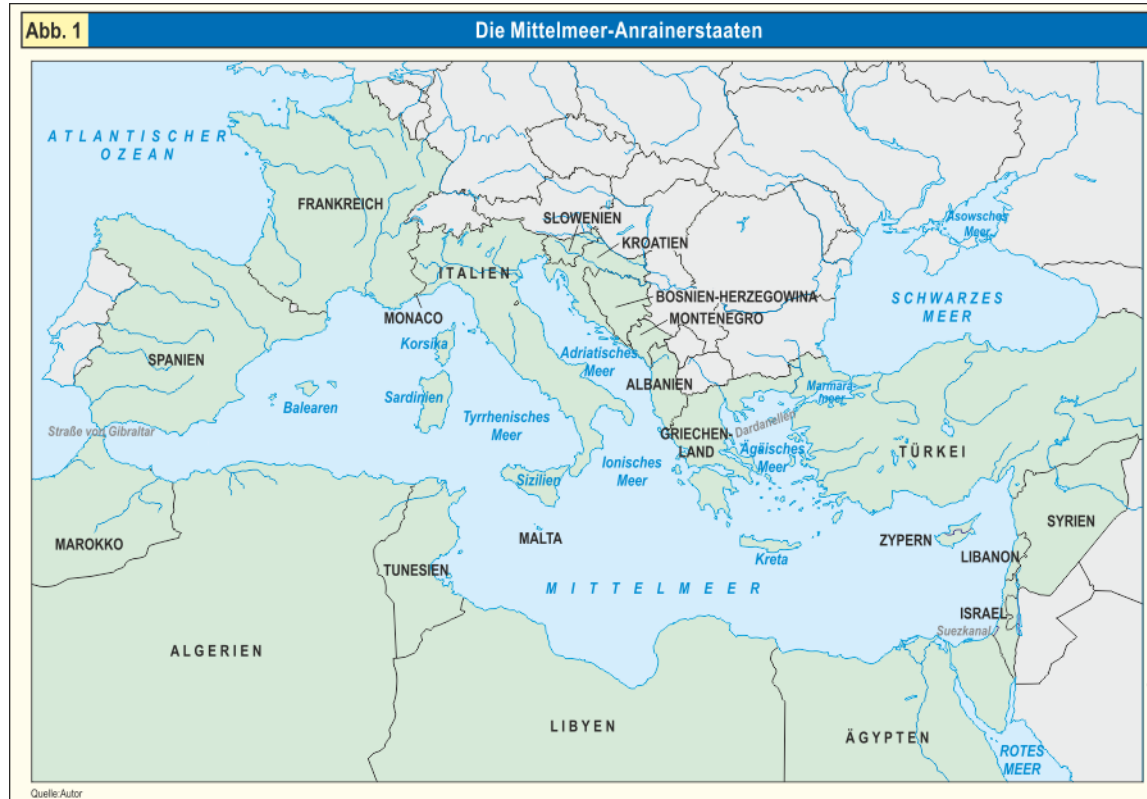 Abb. 1
Die Mittelmeer-Anrainerstaaten
ATLANTISCHER
OZEAN
FRANKREICH
SLOWENIEN
KROATIEN
Asowsches
Meer
ITALIEN
BOSNIEN-HERZEGOWINA
SCHWARZES
MEER
MONACO
MONTENEGRO
Korsika
SPANIEN
Adriatisches
Meer
ALBANIEN
Marmara-
meer
Balearen
Sardinien
Tyrrhenisches
Meer
Dardanellen
Straße von Gibraltar
GRIECHEN-
LAND
Ägäisches
Meer
TÜRKEI
Ionisches
Meer
Sizilien
SYRIEN
MAROKKO
MALTA
ZYPERN
Kreta
LIBANON
TUNESIEN
MITTELMEER
ISRAEL
Suezkanal
ALGERIEN
LIBYEN
ÄGYPTEN
ROTES
MEER
Quelle:Autor